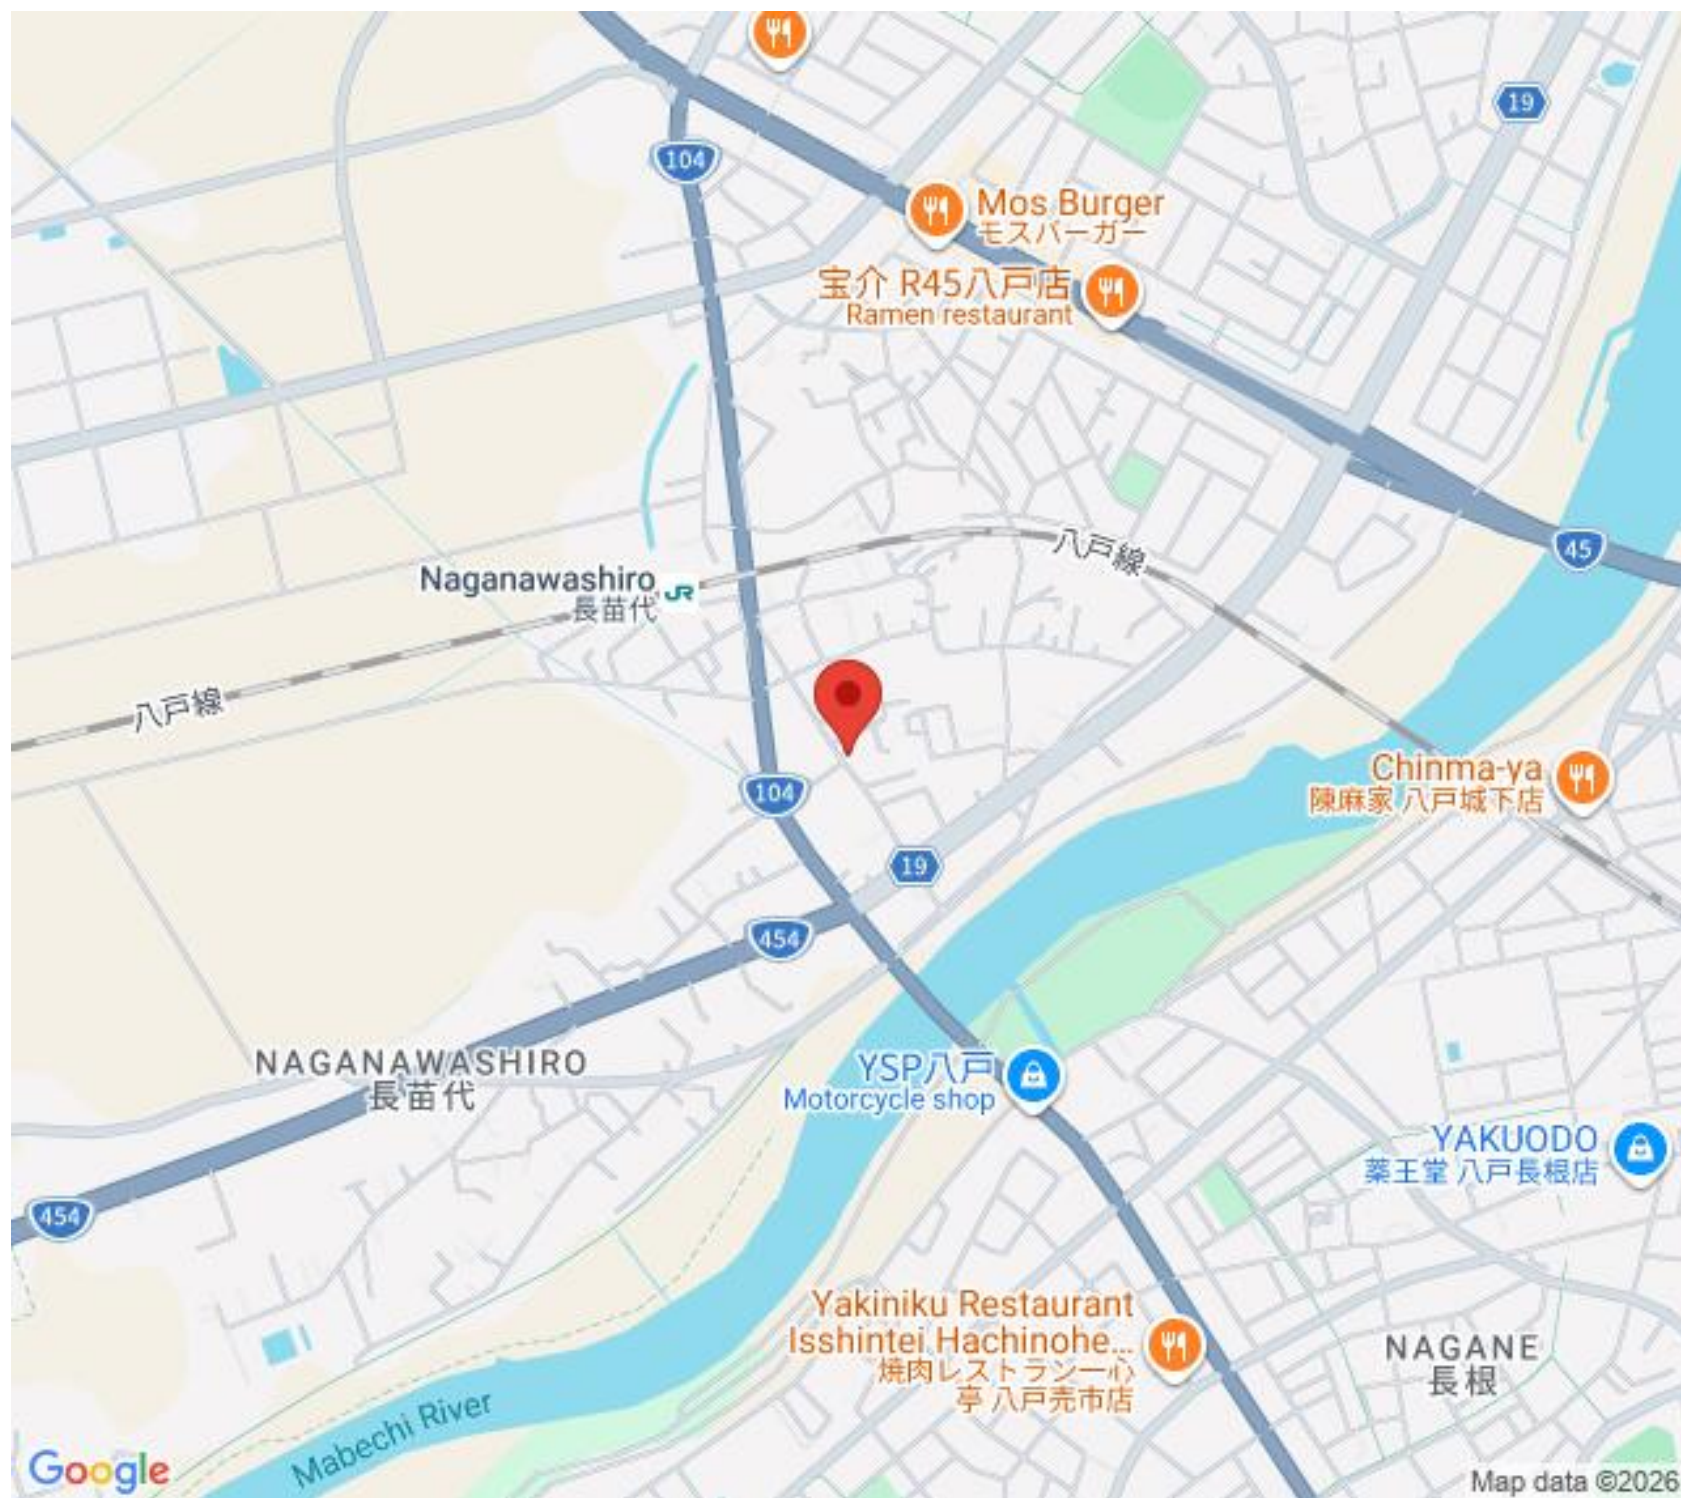 19
104
Mos Burger
モスバーガー
宝介 R45八戸店
Ramen restaurant
八戸線
45
Naganawashiro
長苗代
JR
八戸線
104
Chinma-ya
陳麻家 八戸城下店
19
454
NAGANAWASHIRO
長苗代
YSP八戸
Motorcycle shop
YAKUODO
薬王堂 八戸長根店
454
Yakiniku Restaurant
Isshintei Hachinohe...
焼肉レストラン一心
亭 八戸売市店
NAGANE
長根
Mabechi River
Google
Map data ©2026